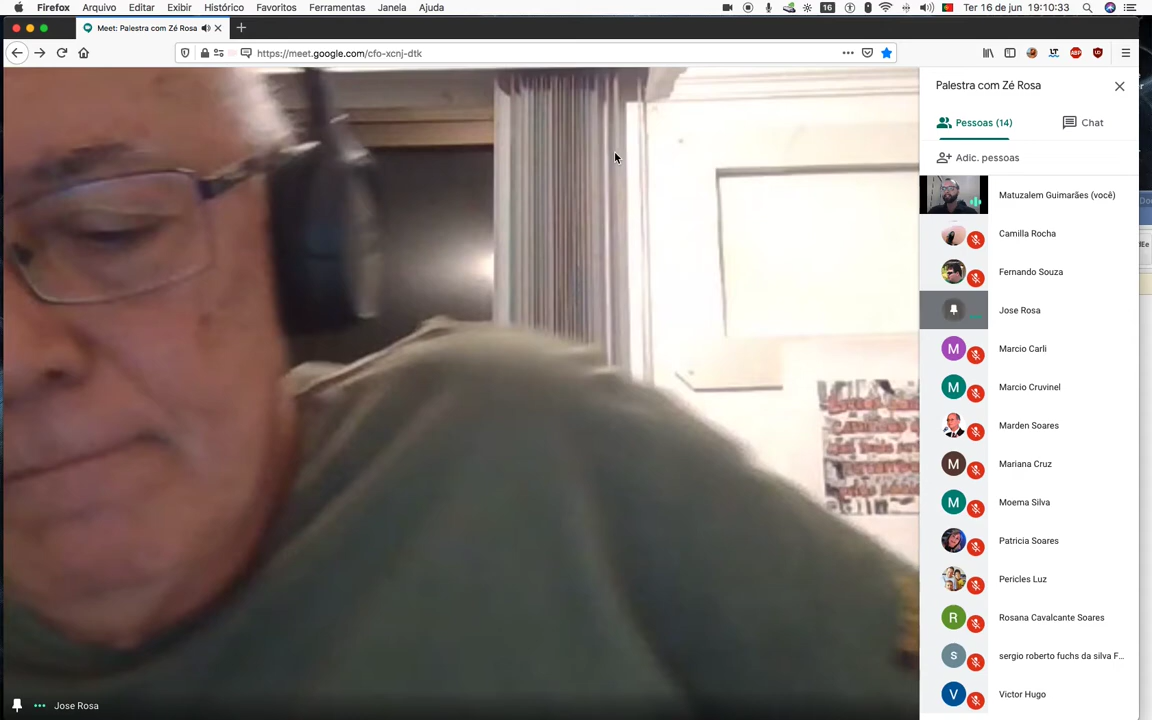 Firefox Arquivo Editar Exibir Histórico Favoritos Ferramentas Janela Ajuda 16 Ter 16 de jun 19:10:33
Meet: Palestra com Zé Rosa
https://meet.google.com/cfo-xcnj-dtk
Palestra com Zé Rosa
Pessoas (14) Chat
Adic. pessoas
Matuzalem Guimarães (você)
Camilla Rocha
Fernando Souza
Jose Rosa
M Marcio Carli
M Marcio Cruvinel
Marden Soares
M Mariana Cruz
M Moema Silva
Patricia Soares
Pericles Luz
R Rosana Cavalcante Soares
s sergio roberto fuchs da silva F...
V Victor Hugo
Jose Rosa